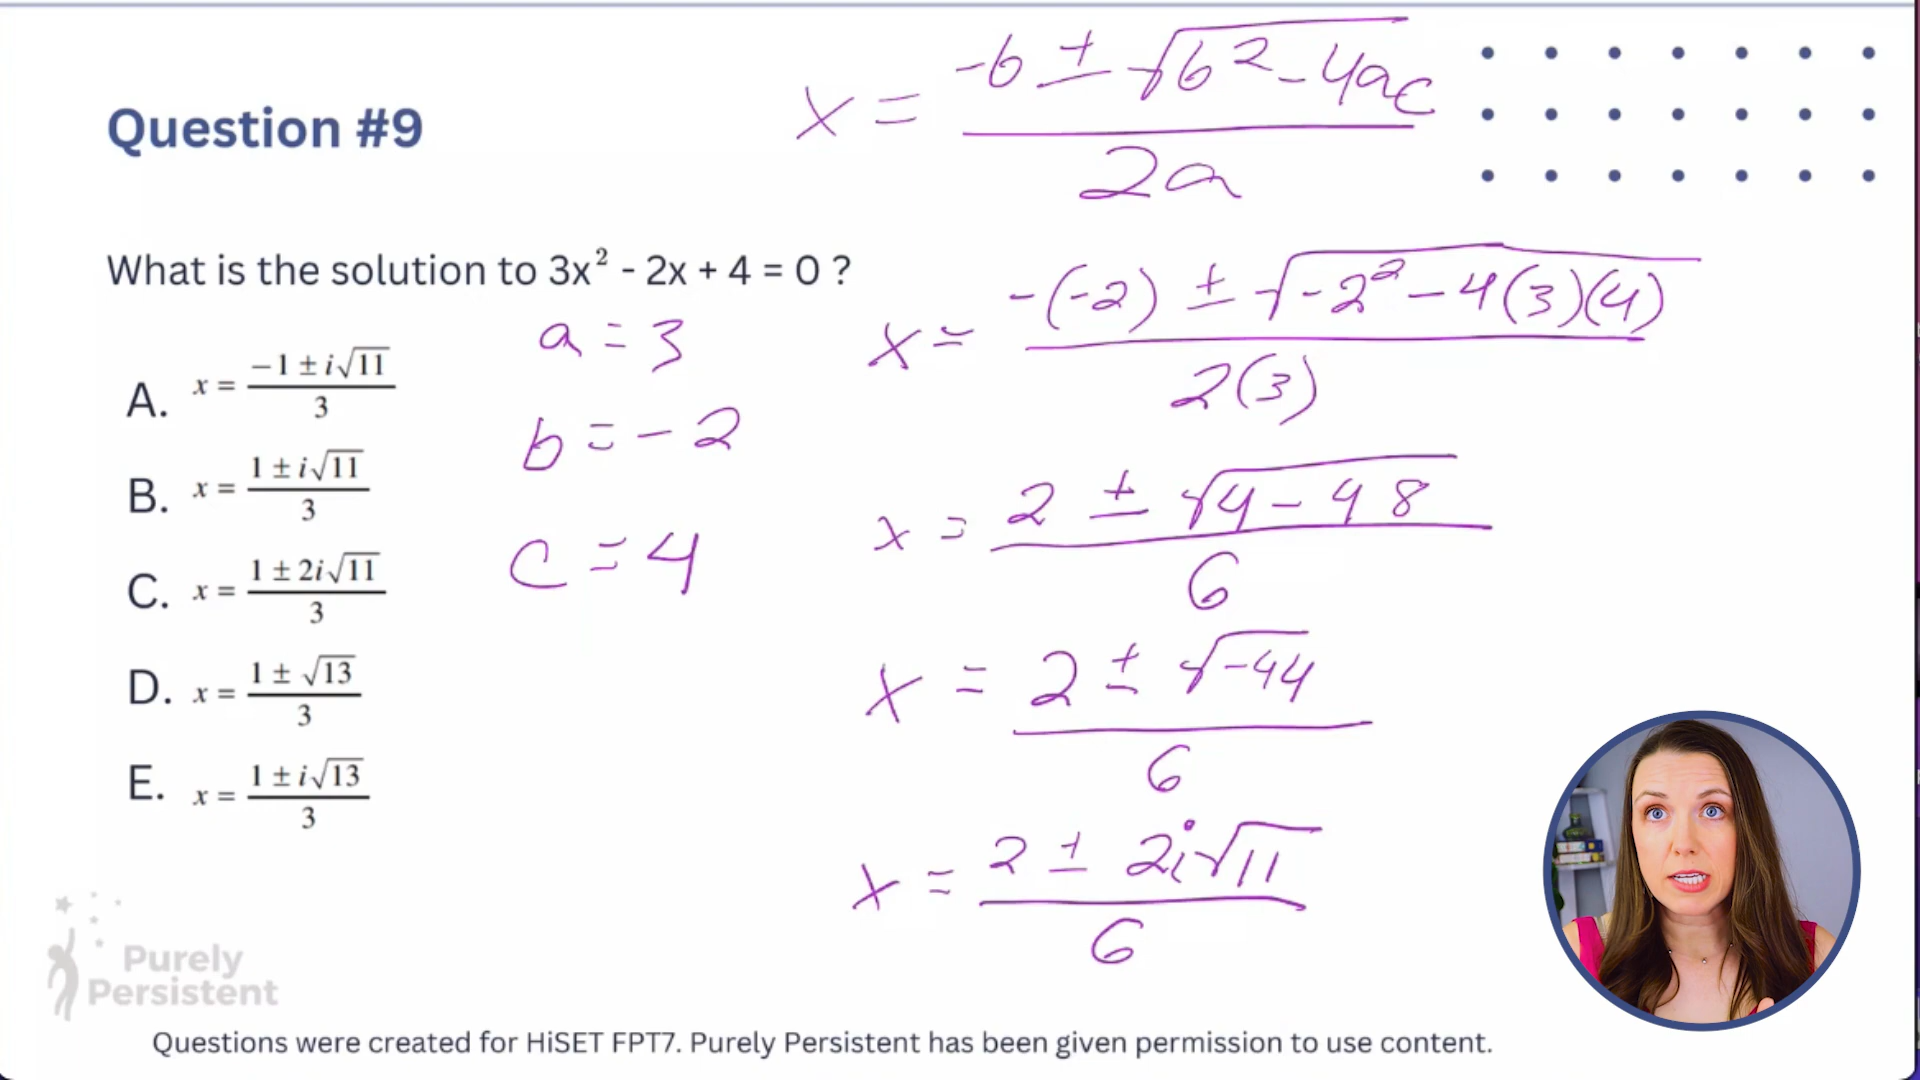 Question #9
What is the solution to 3x² - 2x + 4 = 0 ?
A. x = (−1 ± i√11)/3
B. x = (1 ± i√11)/3
C. x = (1 ± 2i√11)/3
D. x = (1 ± √13)/3
E. x = (1 ± i√13)/3
a = 3
b = -2
c = 4
x = (-b ± √(b² - 4ac))/2a
x = (-(-2) ± √(-2² - 4(3)(4)))/2(3)
x = (2 ± √(4 - 48))/6
x = (2 ± √-44)/6
x = (2 ± 2i√11)/6
Purely
Persistent
Questions were created for HiSET FPT7. Purely Persistent has been given permission to use content.